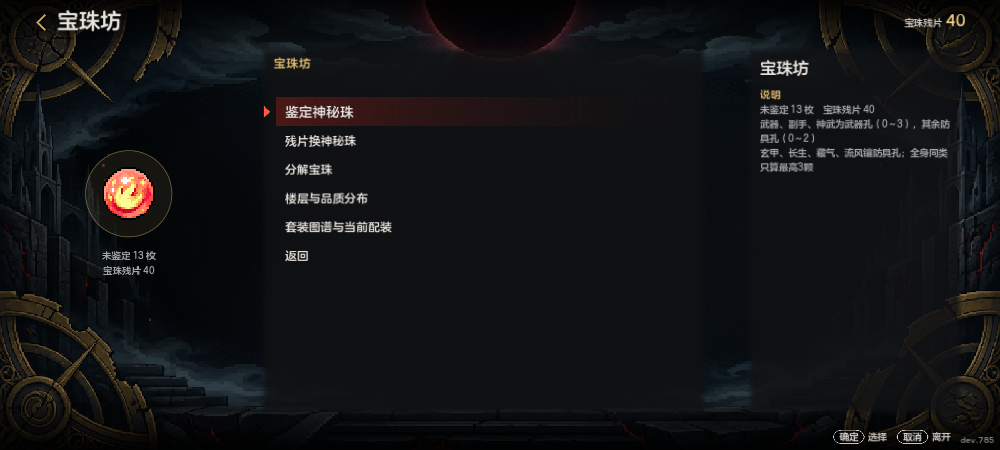 宝珠坊
宝珠残片 40
宝珠坊
鉴定神秘珠
残片换神秘珠
分解宝珠
楼层与品质分布
套装图谱与当前配装
返回
未鉴定 13 枚
宝珠残片 40
宝珠坊
说明
未鉴定 13 枚　宝珠残片 40
武器、副手、神武为武器孔（0~3），其余防
具孔（0~2）
玄甲、长生、藏气、流风镶防具孔；全身同类
只算最高3颗
确定 选择 取消 离开
dev.785